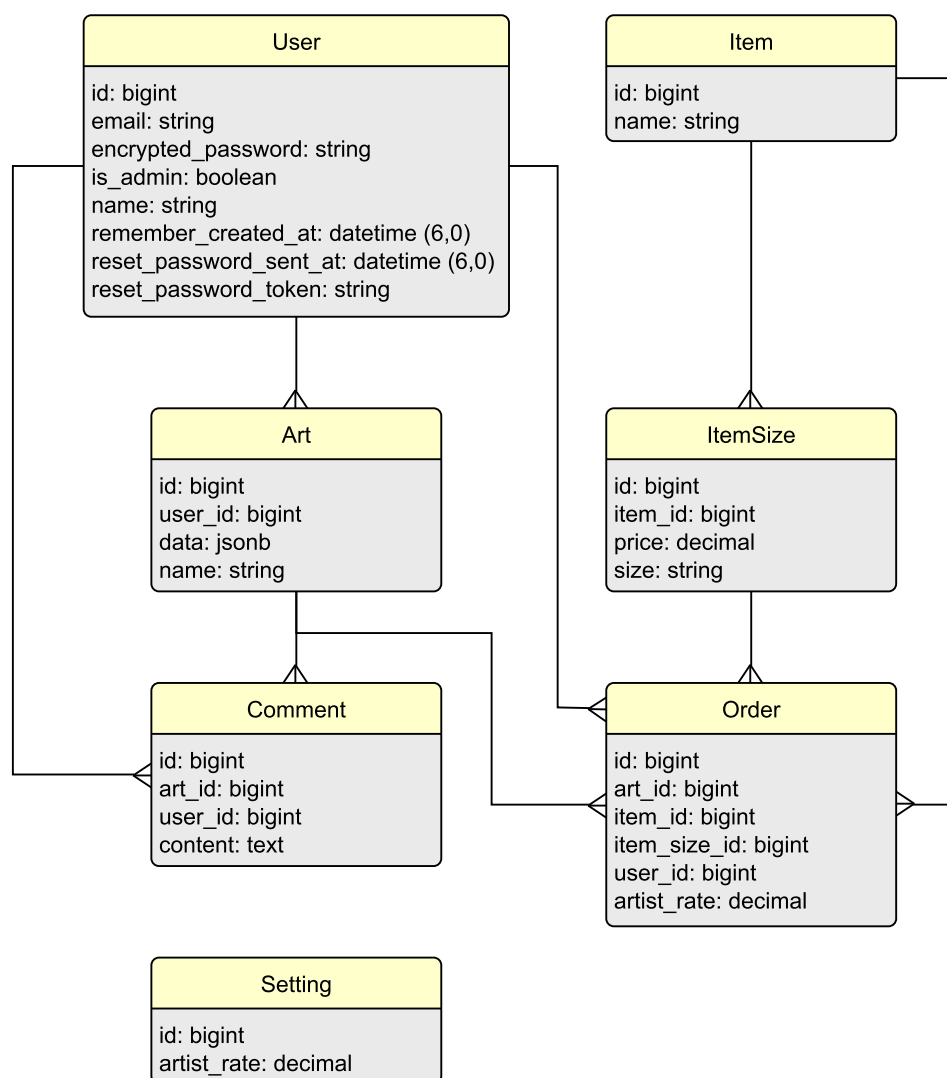 User
id: bigint
email: string
encrypted_password: string
is_admin: boolean
name: string
remember_created_at: datetime (6,0)
reset_password_sent_at: datetime (6,0)
reset_password_token: string
Item
id: bigint
name: string
Art
id: bigint
user_id: bigint
data: jsonb
name: string
ItemSize
id: bigint
item_id: bigint
price: decimal
size: string
Comment
id: bigint
art_id: bigint
user_id: bigint
content: text
Order
id: bigint
art_id: bigint
item_id: bigint
item_size_id: bigint
user_id: bigint
artist_rate: decimal
Setting
id: bigint
artist_rate: decimal